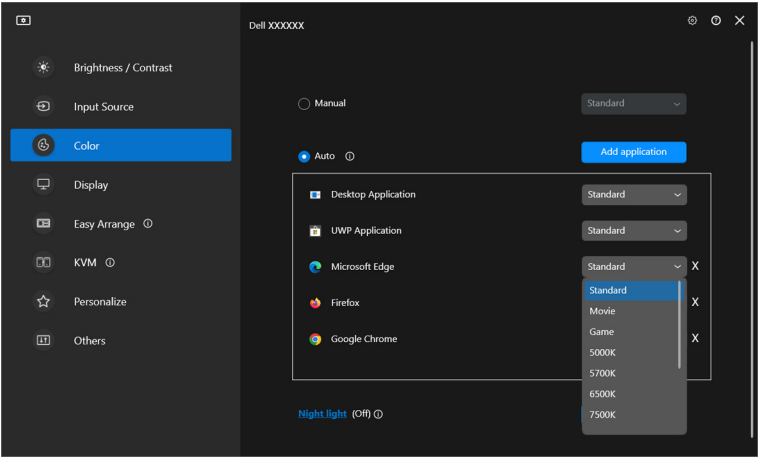 Dell XXXXXX
Brightness / Contrast
Input Source
Color
Display
Easy Arrange
KVM
Personalize
Others
Manual
Standard
Auto
Add application
Desktop Application
Standard
UWP Application
Standard
Microsoft Edge
Standard
X
Firefox
X
Google Chrome
X
Standard
Movie
Game
5000K
5700K
6500K
7500K
Night light (Off)